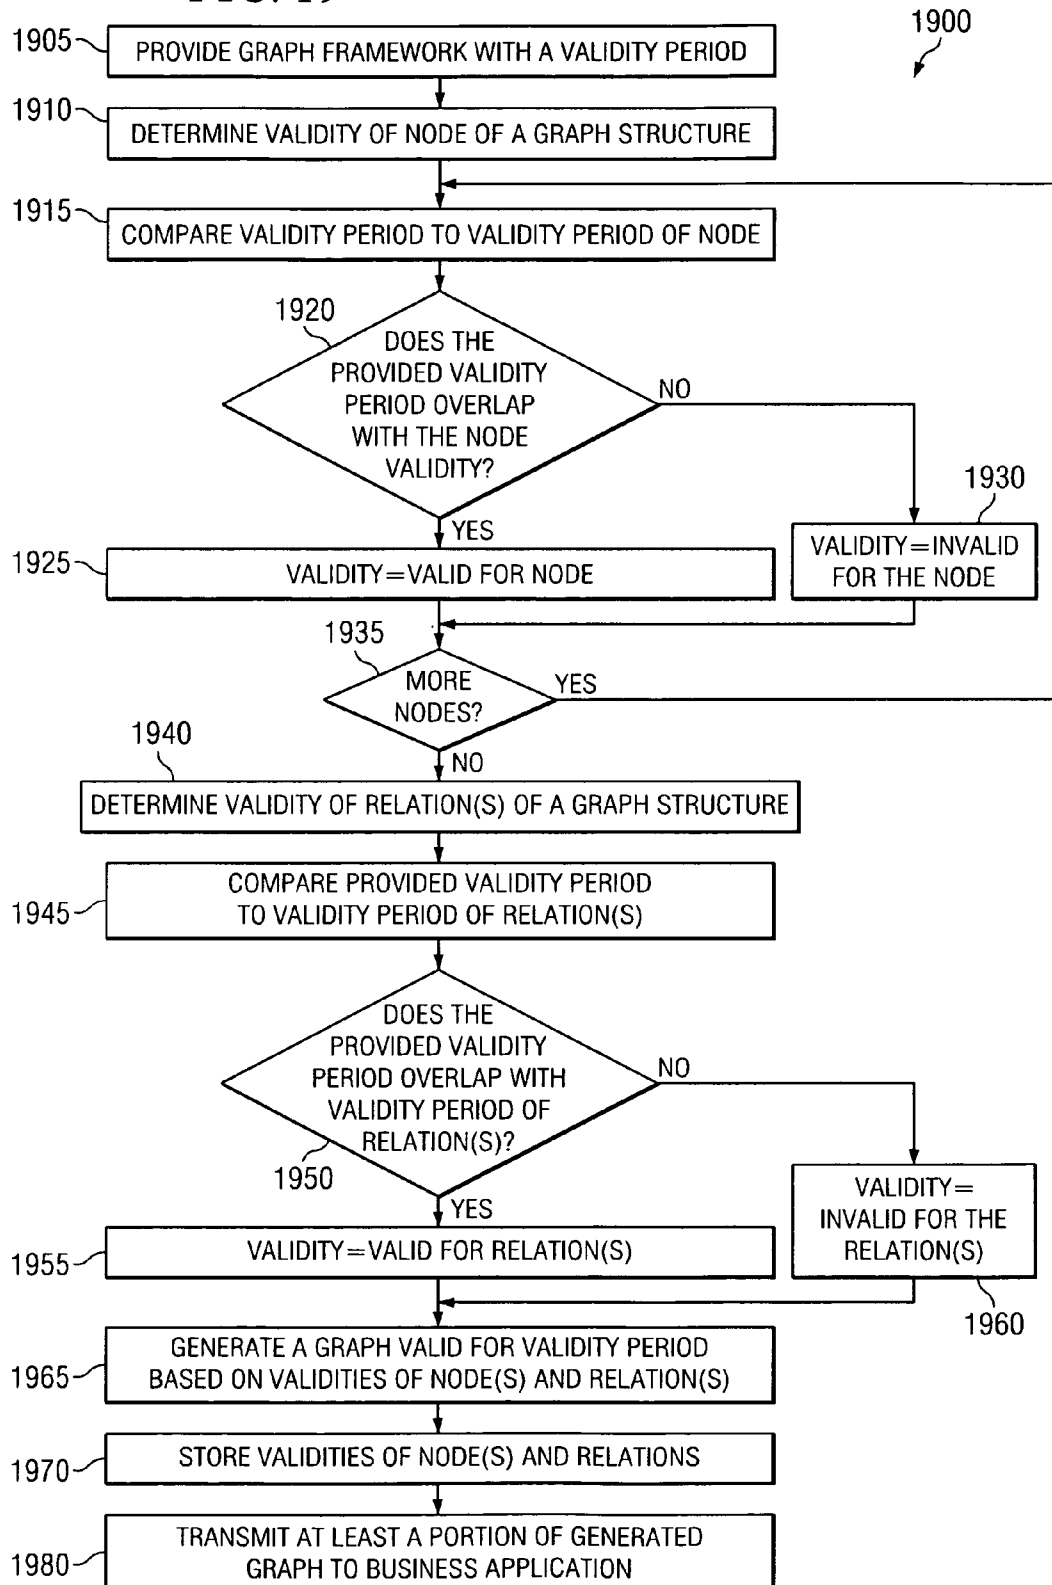 1900
1905
PROVIDE GRAPH FRAMEWORK WITH A VALIDITY PERIOD
1910
DETERMINE VALIDITY OF NODE OF A GRAPH STRUCTURE
1915
COMPARE VALIDITY PERIOD TO VALIDITY PERIOD OF NODE
1920
DOES THE
PROVIDED VALIDITY
PERIOD OVERLAP
WITH THE NODE
VALIDITY?
NO
YES
1930
VALIDITY=INVALID
FOR THE NODE
1925
VALIDITY=VALID FOR NODE
1935
MORE
NODES?
YES
NO
1940
DETERMINE VALIDITY OF RELATION(S) OF A GRAPH STRUCTURE
1945
COMPARE PROVIDED VALIDITY PERIOD
TO VALIDITY PERIOD OF RELATION(S)
DOES THE
PROVIDED VALIDITY
PERIOD OVERLAP WITH
VALIDITY PERIOD OF
RELATION(S)?
1950
NO
YES
VALIDITY=
INVALID FOR THE
RELATION(S)
1960
1955
VALIDITY=VALID FOR RELATION(S)
1965
GENERATE A GRAPH VALID FOR VALIDITY PERIOD
BASED ON VALIDITIES OF NODE(S) AND RELATION(S)
1970
STORE VALIDITIES OF NODE(S) AND RELATIONS
1980
TRANSMIT AT LEAST A PORTION OF GENERATED
GRAPH TO BUSINESS APPLICATION